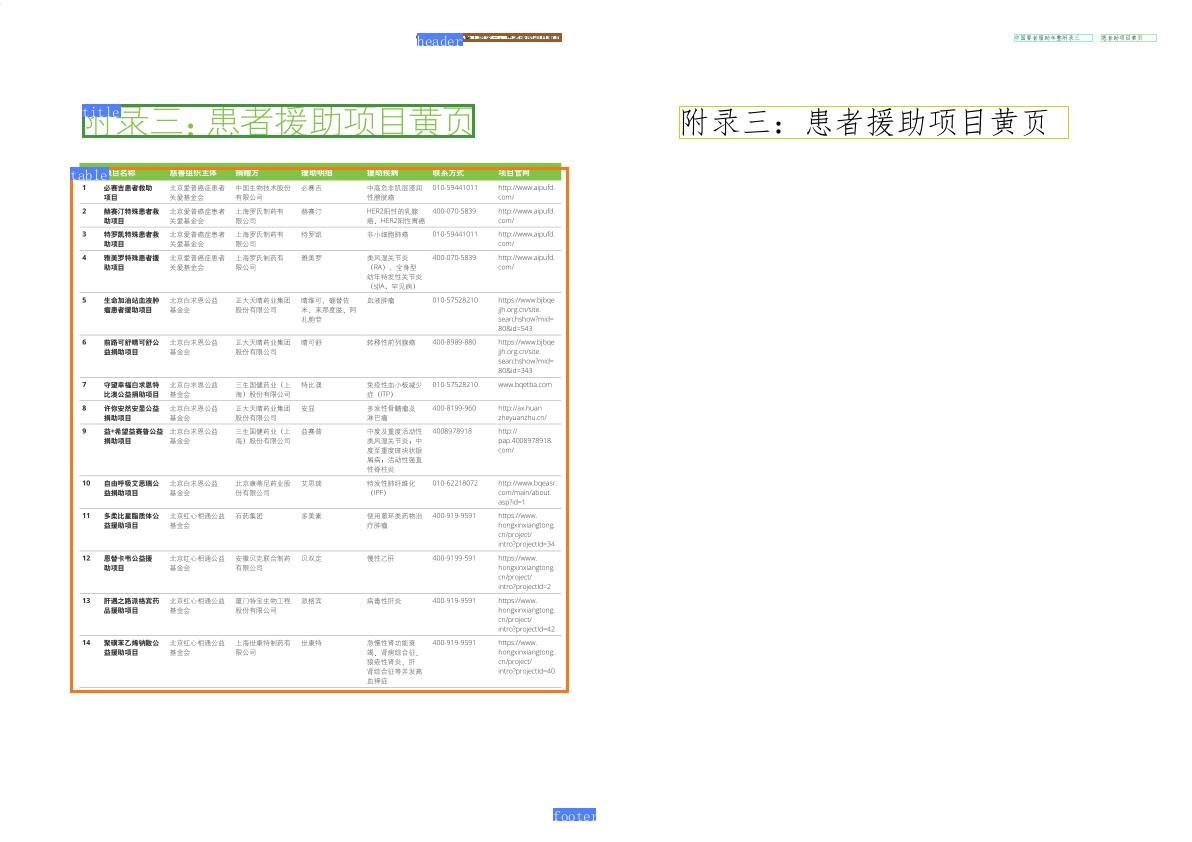 header
中国患者援助年鉴附录三 患者助项目黄页
title
附录三：患者援助项目黄页
附录三：患者援助项目黄页
table
项目名称 慈善组织主体 捐赠方 援助明细 援助疾病 联系方式 项目官网
1 必赛吉患者救助 北京爱普癌症患者 中国生物技术股份 必赛吉 中高危非肌层浸润 010-59441011 http://www.aipufd.
项目 关爱基金会 有限公司 性膀胱癌 com/
2 赫赛汀特殊患者救 北京爱普癌症患者 上海罗氏制药有 赫赛汀 HER2阳性的乳腺 400-070-5839 http://www.aipufd.
助项目 关爱基金会 限公司 癌、HER2阳性胃癌 com/
3 特罗凯特殊患者救 北京爱普癌症患者 上海罗氏制药有 特罗凯 非小细胞肺癌 010-59441011 http://www.aipufd.
助项目 关爱基金会 限公司 com/
4 雅美罗特殊患者援 北京爱普癌症患者 上海罗氏制药有 雅美罗 类风湿关节炎 400-070-5839 http://www.aipufd.
助项目 关爱基金会 限公司 （RA）、全身型 com/
幼年特发性关节炎
（sJIA、罕见病）
5 生命加油站血液肿 北京白求恩公益 正大天晴药业集团 晴维可、硼替佐 血液肿瘤 010-57528210 https://www.bjbqe
瘤患者援助项目 基金会 股份有限公司 米、来那度胺、阿 jjh.org.cn/site.
扎胞苷 searchshow?mid=
80&id=543
6 前路可舒晴可舒公 北京白求恩公益 正大天晴药业集团 晴可舒 转移性前列腺癌 400-8989-880 https://www.bjbqe
益捐助项目 基金会 股份有限公司 jjh.org.cn/site.
searchshow?mid=
80&id=343
7 守望幸福白求恩特 北京白求恩公益 三生国健药业（上 特比澳 免疫性血小板减少 010-57528210 www.bqetba.com
比澳公益捐助项目 基金会 海）股份有限公司 症（ITP）
8 许你安然安显公益 北京白求恩公益 正大天晴药业集团 安显 多发性骨髓瘤及 400-8199-960 http://ax.huan
捐助项目 基金会 股份有限公司 淋巴瘤 zheyuanzhu.cn/
9 益+希望益赛普公益 北京白求恩公益 三生国健药业（上 益赛普 中度及重度活动性 4008978918 http://
捐助项目 基金会 海）股份有限公司 类风湿关节炎；中 pap.4008978918.
度至重度斑块状银 com/
屑病；活动性强直
性脊柱炎
10 自由呼吸艾思瑞公 北京白求恩公益 北京康蒂尼药业股 艾思瑞 特发性肺纤维化 010-62218072 http://www.bqeasr.
益捐助项目 基金会 份有限公司 （IPF） com/main/about.
asp?id=1
11 多柔比星脂质体公 北京红心相通公益 石药集团 多美素 使用蒽环类药物治 400-919-9591 https://www.
益援助项目 基金会 疗肿瘤 hongxinxiangtong.
cn/project/
intro?projectId=34
12 恩替卡韦公益援 北京红心相通公益 安徽贝克联合制药 贝双定 慢性乙肝 400-9199-591 https://www.
助项目 基金会 有限公司 hongxinxiangtong.
cn/project/
intro?projectId=2
13 肝遇之路派格宾药 北京红心相通公益 厦门特宝生物工程 派格宾 病毒性肝炎 400-919-9591 https://www.
品援助项目 基金会 股份有限公司 hongxinxiangtong.
cn/project/
intro?projectId=42
14 聚磺苯乙烯钠散公 北京红心相通公益 上海世康特制药有 世康特 急慢性肾功能衰 400-919-9591 https://www.
益援助项目 基金会 限公司 竭、肾病综合征、 hongxinxiangtong.
狼疮性肾炎、肝 cn/project/
肾综合征等并发高 intro?projectId=40
血钾症
footer